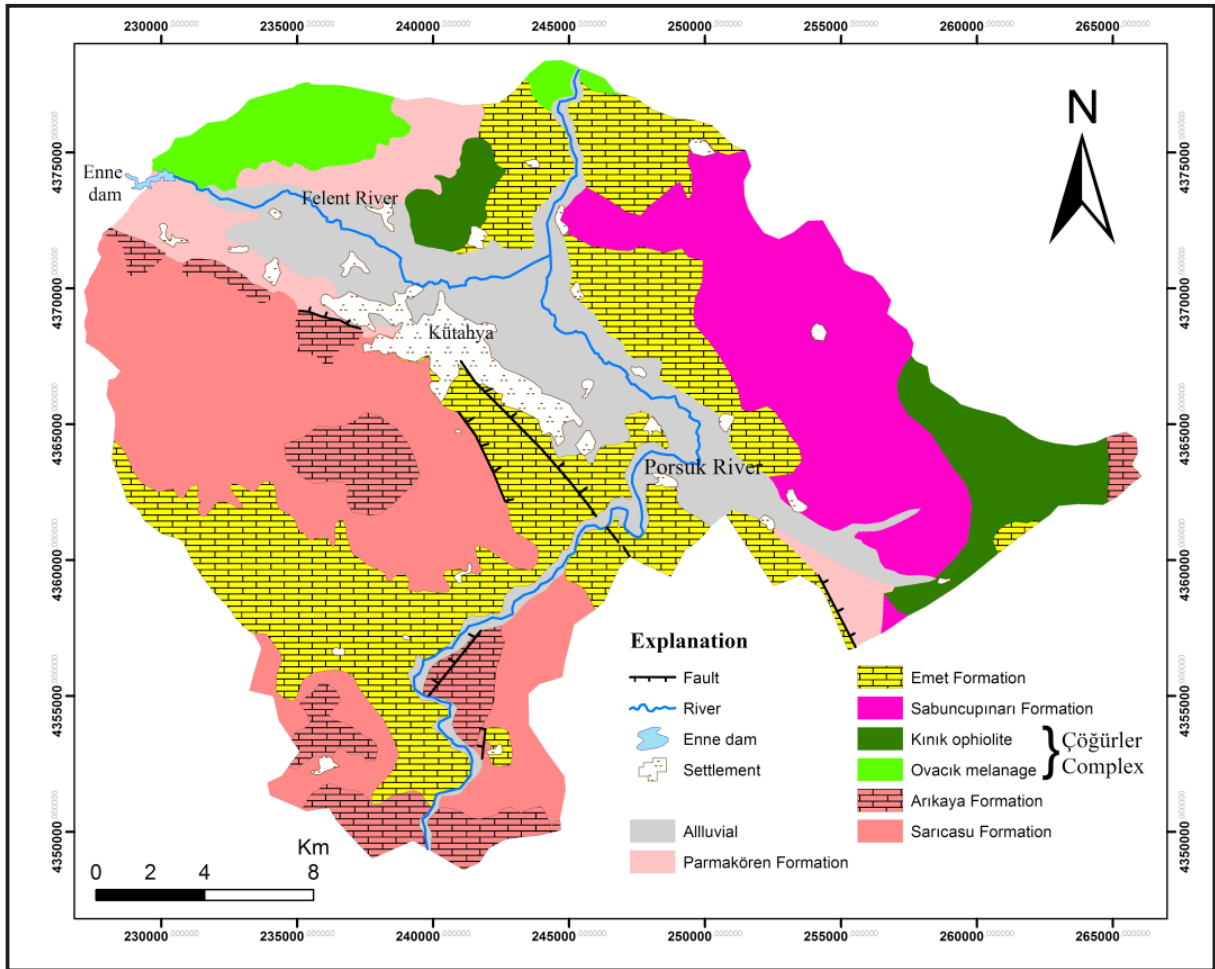 230000.000000 235000.000000 240000.000000 245000.000000 250000.000000 255000.000000 260000.000000 265000.000000
4375000.000000
4370000.000000
4365000.000000
4360000.000000
4355000.000000
4350000.000000
N
Enne
dam
Felent River
Kütahya
Porsuk River
Explanation
Fault
River
Enne dam
Settlement
Allluvial
Parmakören Formation
Emet Formation
Sabuncupınarı Formation
Kınık ophiolite
Ovacık melanage
Çöğürler
Complex
Arıkaya Formation
Sarıcasu Formation
Km
0 2 4 8
4375000.000000
4370000.000000
4365000.000000
4360000.000000
4355000.000000
4350000.000000
230000.000000 235000.000000 240000.000000 245000.000000 250000.000000 255000.000000 260000.000000 265000.000000